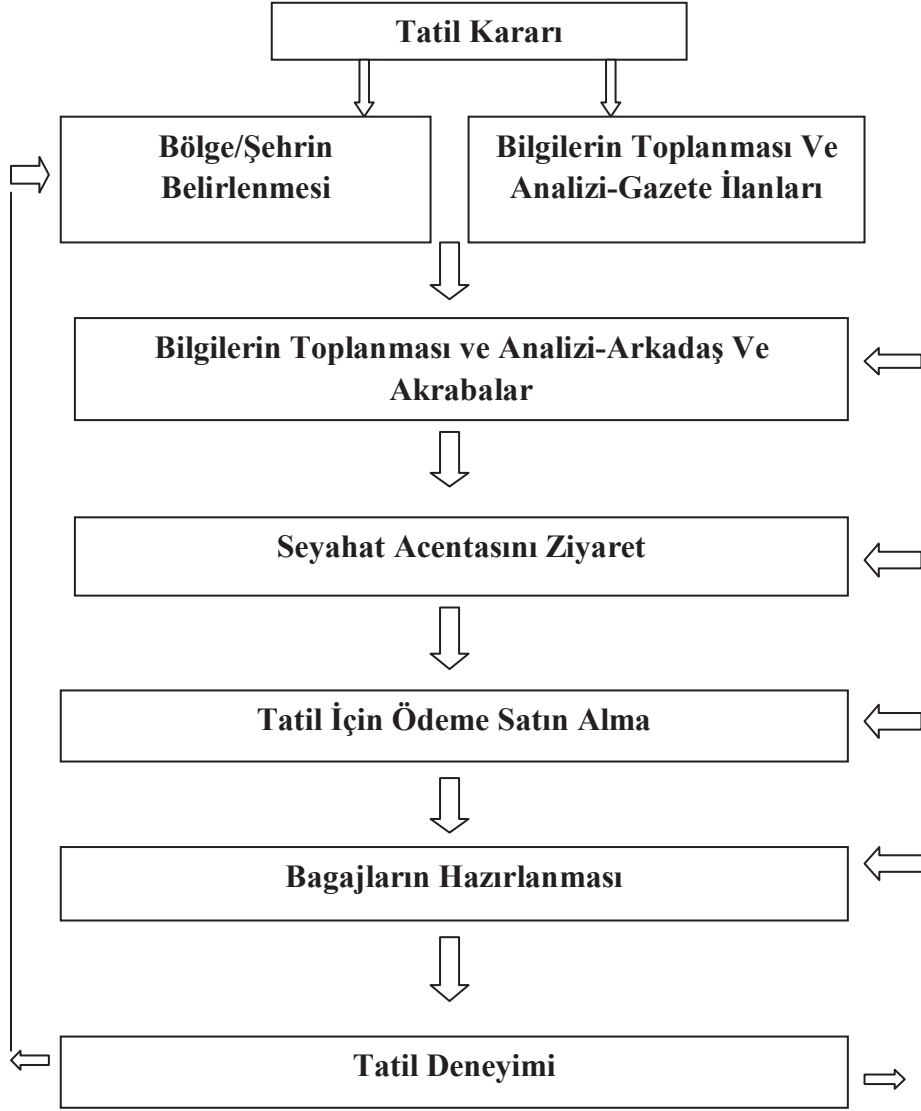 Tatil Kararı
Bölge/Şehrin
Belirlenmesi
Bilgilerin Toplanması Ve
Analizi-Gazete İlanları
Bilgilerin Toplanması ve Analizi-Arkadaş Ve
Akrabalar
Seyahat Acentasını Ziyaret
Tatil İçin Ödeme Satın Alma
Bagajların Hazırlanması
Tatil Deneyimi